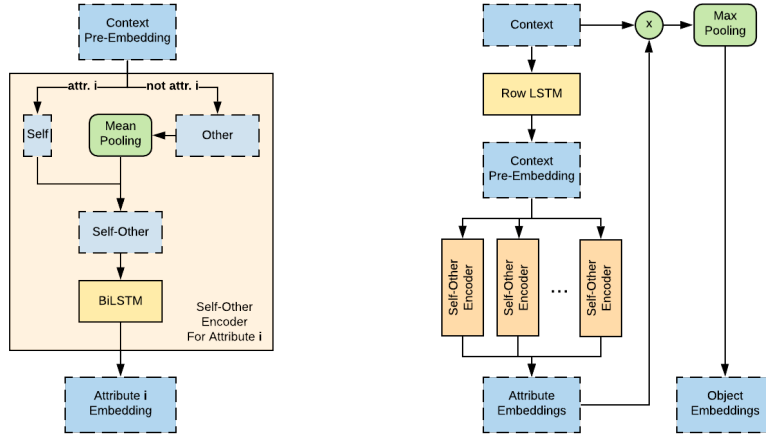 Context
Pre-Embedding
attr. i
not attr. i
Self
Mean
Pooling
Other
Self-Other
BiLSTM
Self-Other
Encoder
For Attribute i
Attribute i
Embedding
Context
x
Max
Pooling
Row LSTM
Context
Pre-Embedding
Self-Other
Encoder
Self-Other
Encoder
...
Self-Other
Encoder
Attribute
Embeddings
Object
Embeddings